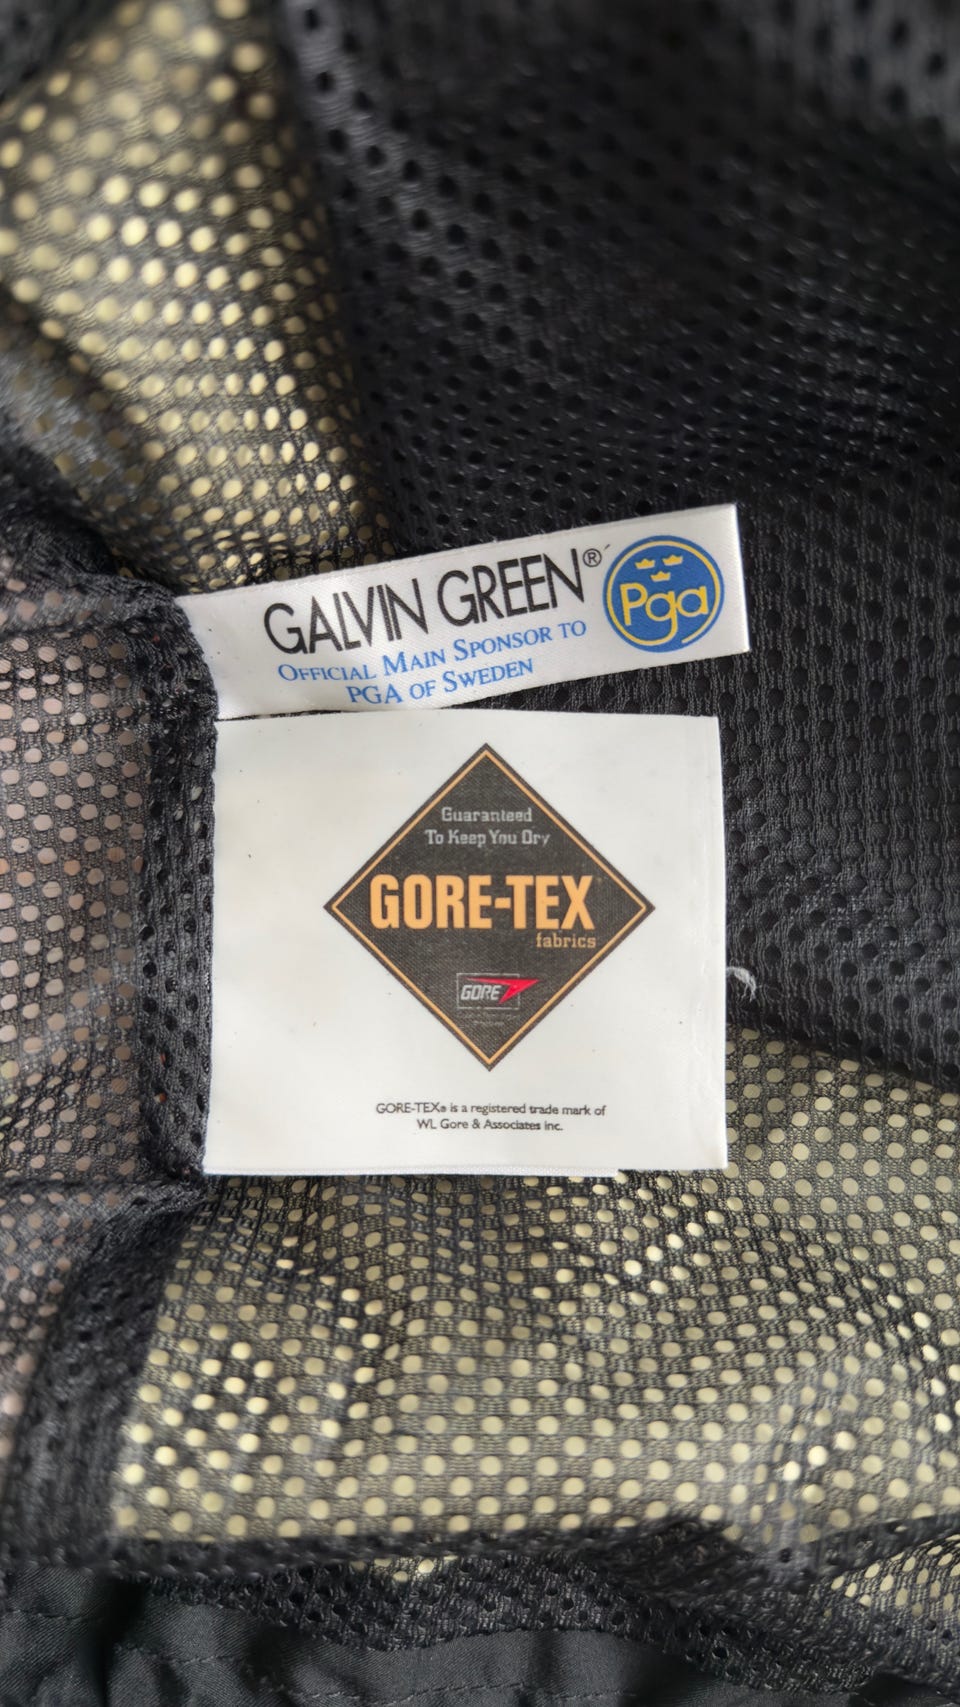 GALVIN GREEN®
OFFICIAL MAIN SPONSOR TO
PGA OF SWEDEN
Pga
Guaranteed
To Keep You Dry
GORE-TEX
fabrics
GORE
GORE-TEX® is a registered trade mark of
WL Gore & Associates inc.